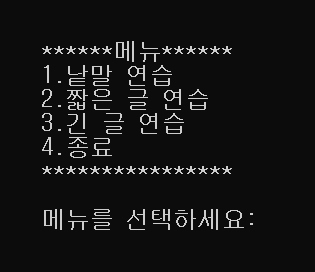 ******메뉴******
1.낱말 연습
2.짧은 글 연습
3.긴 글 연습
4.종료
****************
메뉴를 선택하세요: